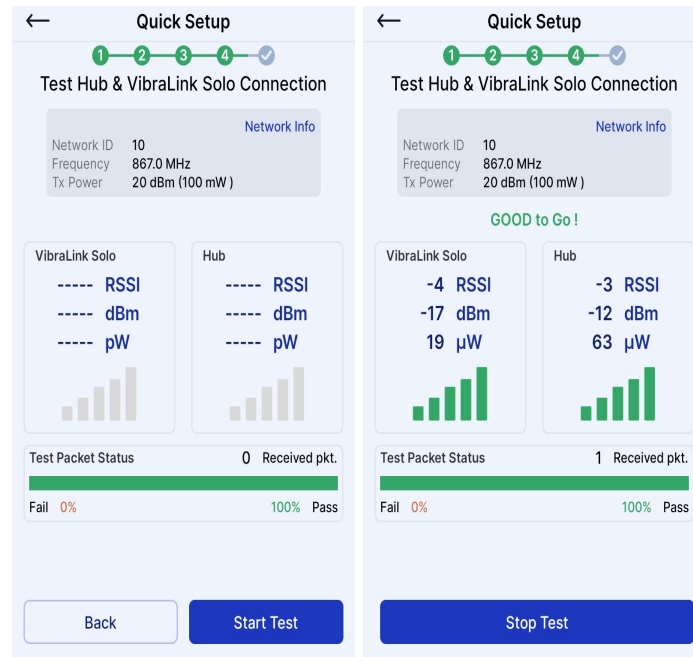 Quick Setup
1 2 3 4
Test Hub & VibraLink Solo Connection
Network Info
Network ID 10
Frequency 867.0 MHz
Tx Power 20 dBm (100 mW )
VibraLink Solo
----- RSSI
----- dBm
----- pW
Hub
----- RSSI
----- dBm
----- pW
Test Packet Status 0 Received pkt.
Fail 0% 100% Pass
Back Start Test
Quick Setup
1 2 3 4
Test Hub & VibraLink Solo Connection
Network Info
Network ID 10
Frequency 867.0 MHz
Tx Power 20 dBm (100 mW )
GOOD to Go !
VibraLink Solo
-4 RSSI
-17 dBm
19 µW
Hub
-3 RSSI
-12 dBm
63 µW
Test Packet Status 1 Received pkt.
Fail 0% 100% Pass
Stop Test